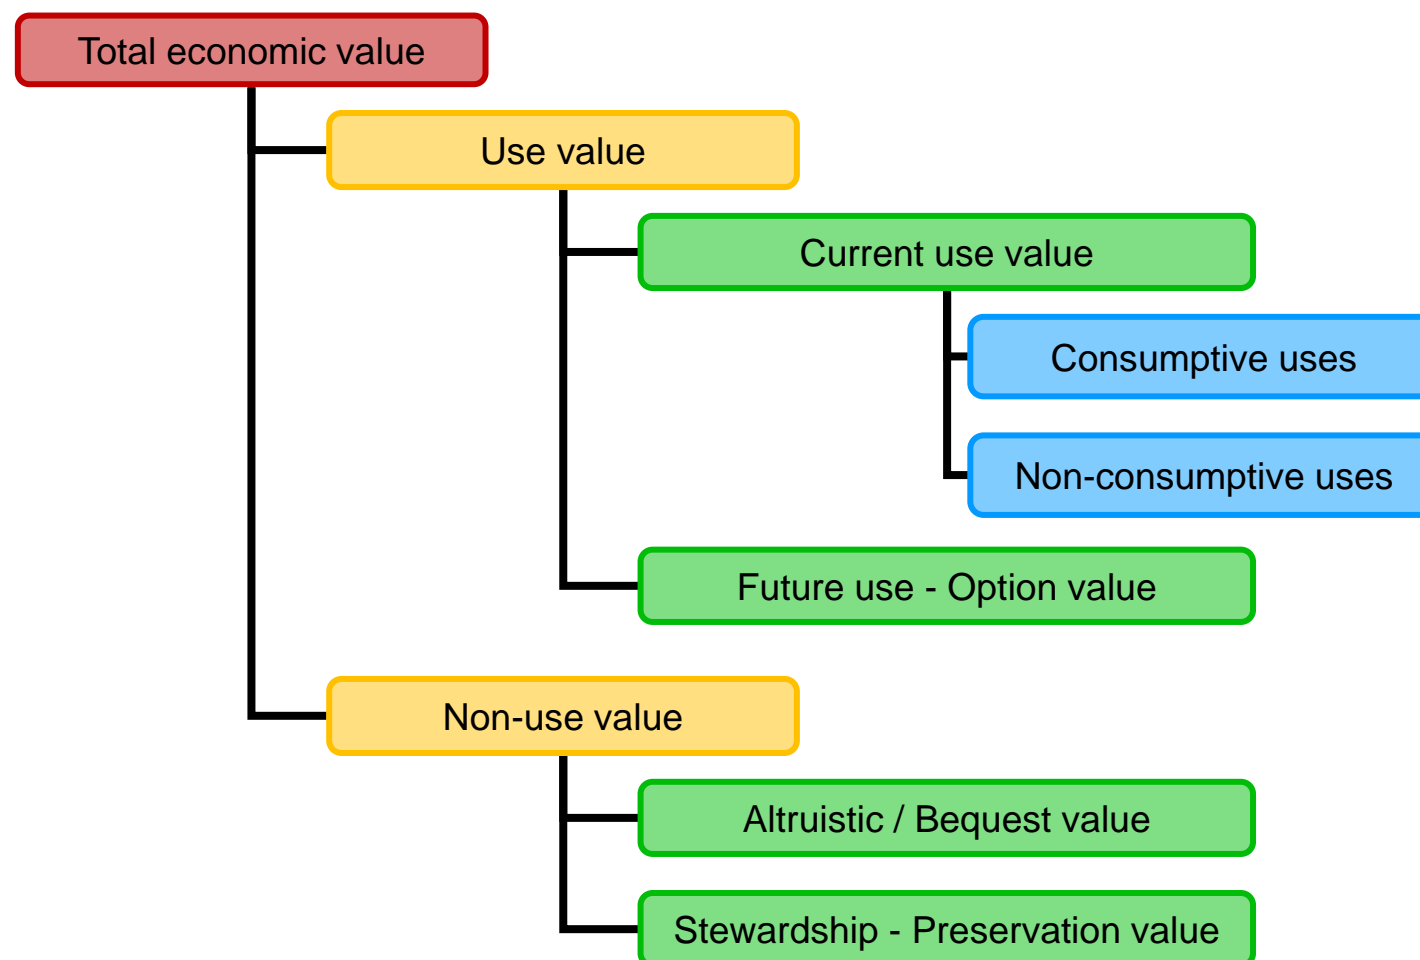 Total economic value
Use value
Current use value
Consumptive uses
Non-consumptive uses
Future use - Option value
Non-use value
Altruistic / Bequest value
Stewardship - Preservation value